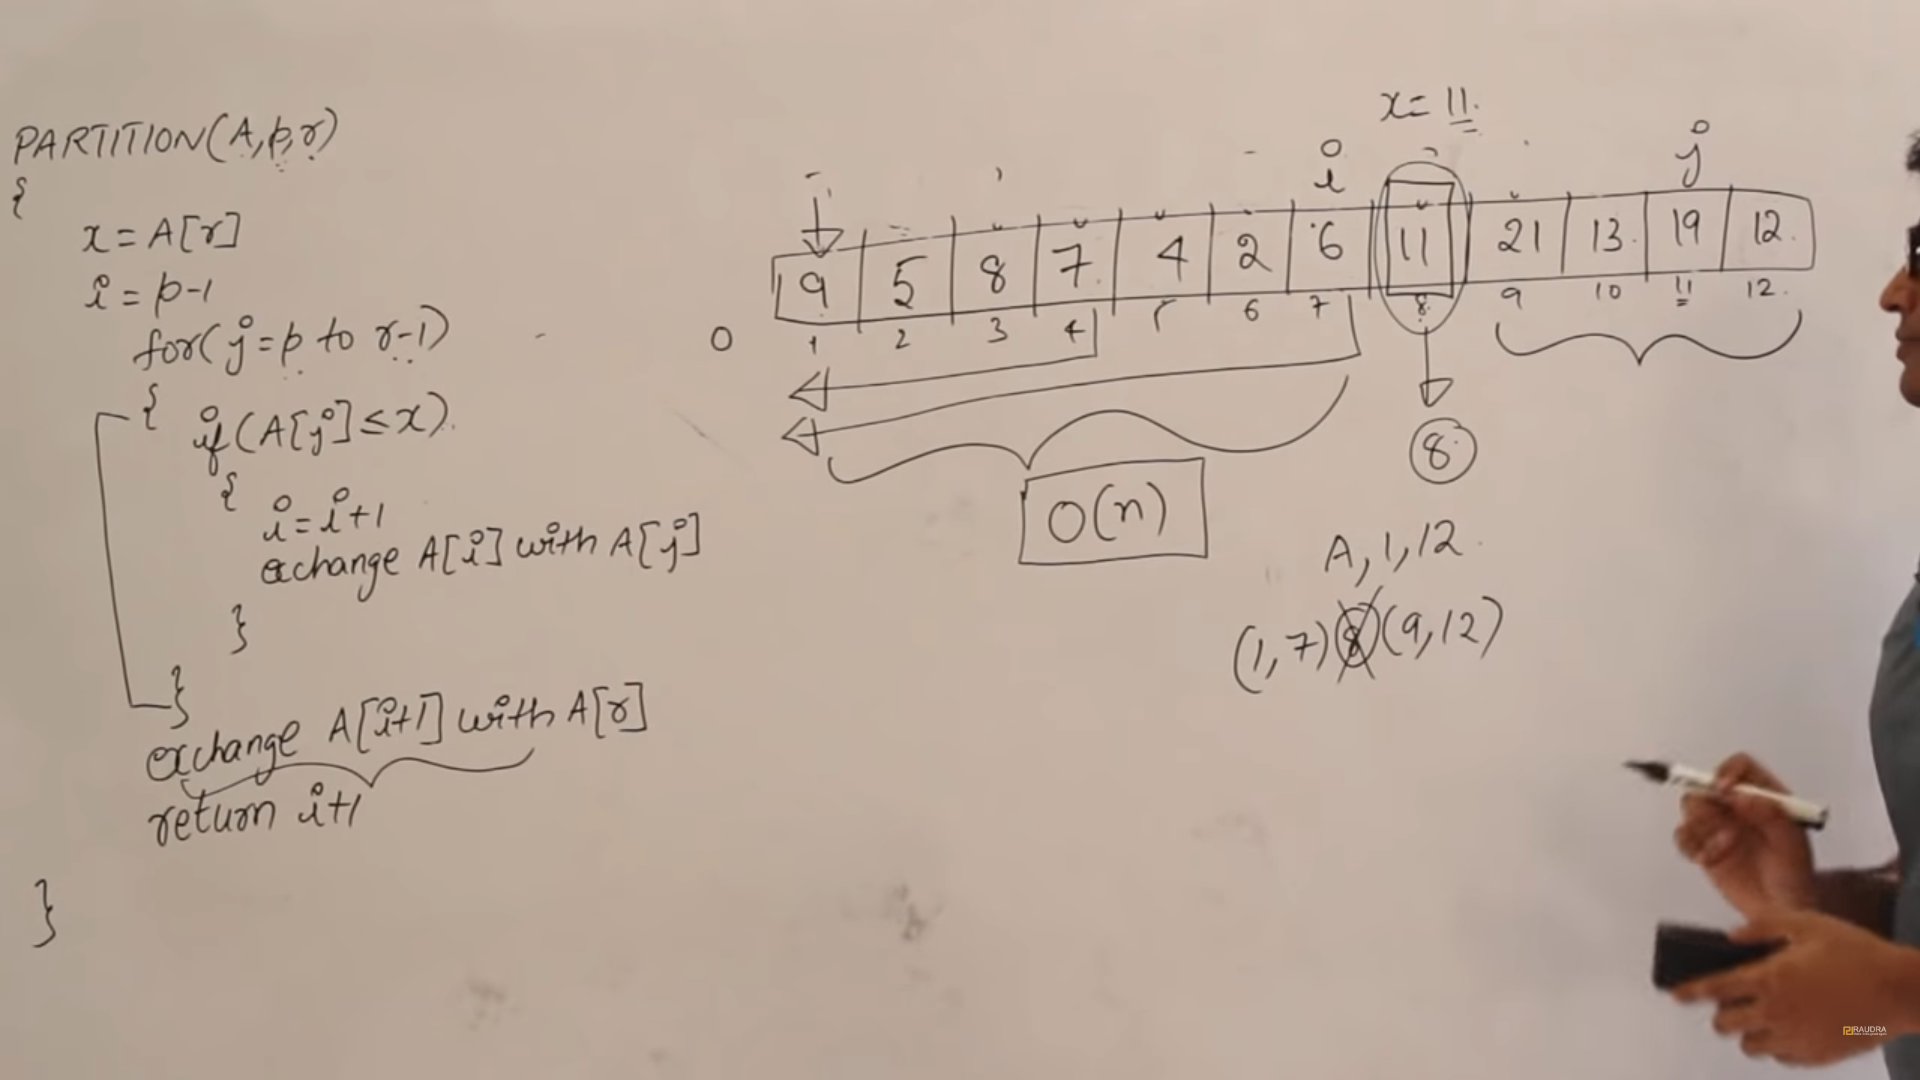 PARTITION(A,p,r)
{
x = A[r]
i = p-1
for(j=p to r-1)
{
if(A[j]≤x)
{
i=i+1
exchange A[i] with A[j]
}
}
exchange A[i+1] with A[r]
return i+1
}
x= 11
i j
9 5 8 7 4 2 6 11 21 13 19 12
0 1 2 3 4 5 6 7 8 9 10 11 12
8
O(n)
A,1,12
(1,7) 8 (9,12)
RAUDRA